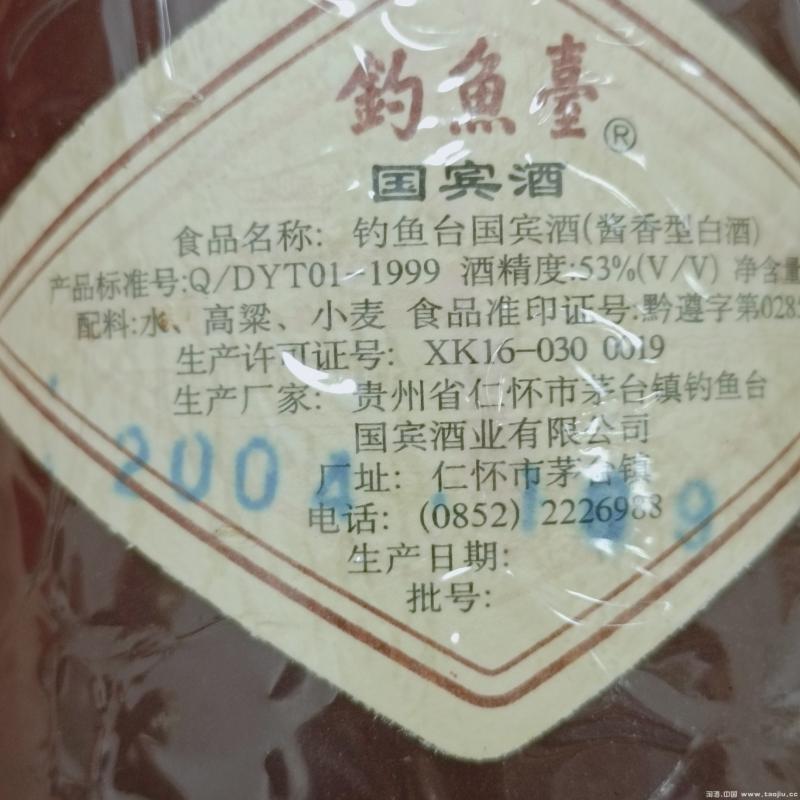 釣魚臺®
国宾酒
食品名称: 钓鱼台国宾酒(酱香型白酒)
产品标准号:Q/DYT01-1999 酒精度:53%(V/V) 净含量
配料:水、高粱、小麦 食品准印证号:黔遵字第028
生产许可证号: XK16-030 0019
生产厂家: 贵州省仁怀市茅台镇钓鱼台
国宾酒业有限公司
2004
厂址: 仁怀市茅台镇
电话: (0852) 2226988
生产日期:
批号:
www.taojiu.cc